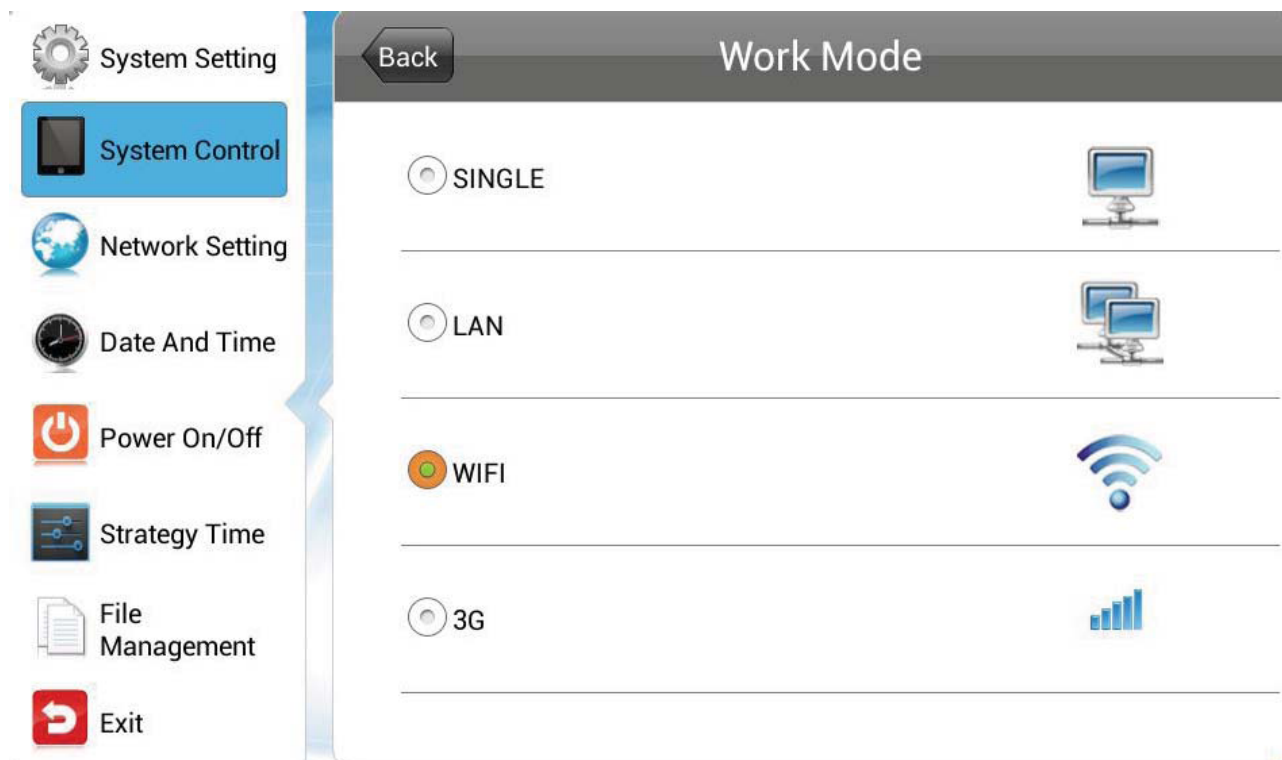 System Setting
System Control
Network Setting
Date And Time
Power On/Off
Strategy Time
File
Management
Exit
Back
Work Mode
SINGLE
LAN
WIFI
3G